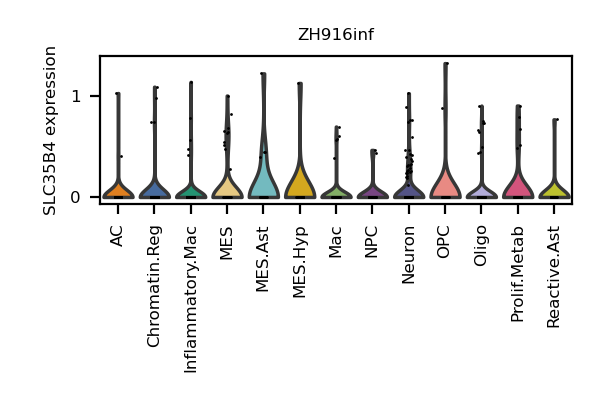 ZH916inf
SLC35B4 expression
1
0
AC
Chromatin.Reg
Inflammatory.Mac
MES
MES.Ast
MES.Hyp
Mac
NPC
Neuron
OPC
Oligo
Prolif.Metab
Reactive.Ast